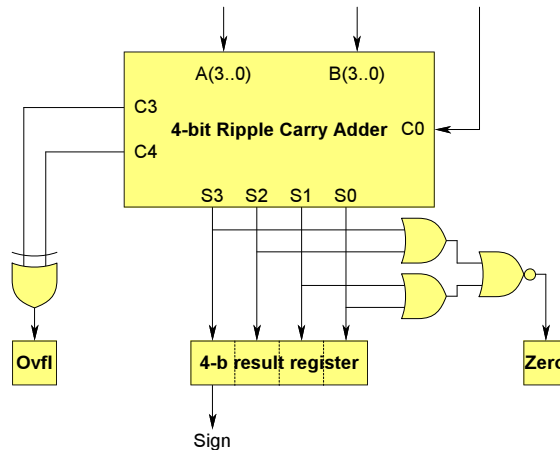 A(3..0) B(3..0)
C3
4-bit Ripple Carry Adder C0
C4
S3 S2 S1 S0
Ovfl 4-b result register Zero
Sign